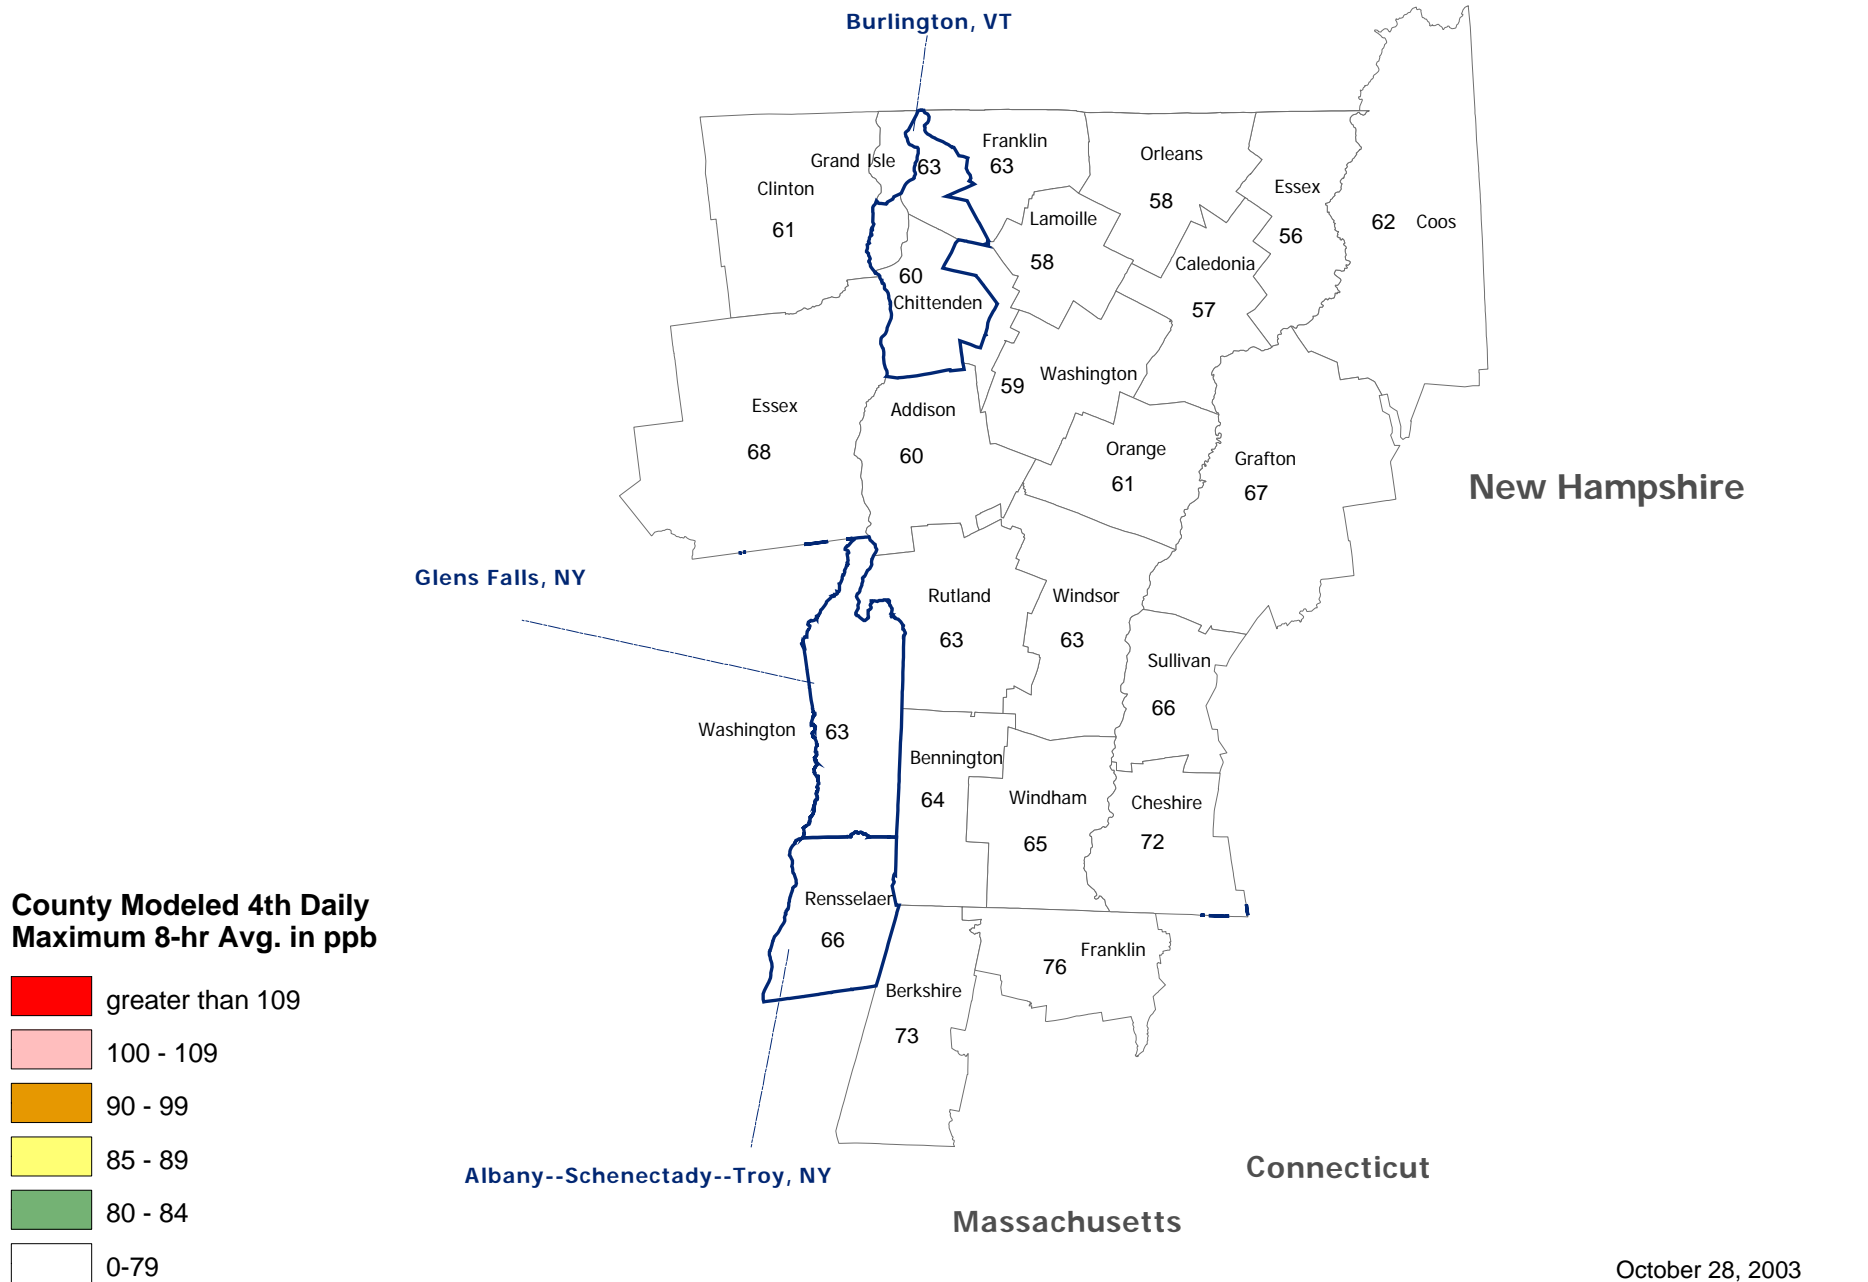 Burlington, VT
Grand Isle
63
Franklin
63
Orleans
58
Essex
56
62 Coos
Clinton
61
Lamoille
58
Caledonia
57
60
Chittenden
59
Washington
Essex
68
Addison
60
Orange
61
Grafton
67
New Hampshire
Glens Falls, NY
Rutland
63
Windsor
63
Sullivan
66
Washington 63
Bennington
64
Windham
65
Cheshire
72
Rensselaer
66
Franklin
76
Berkshire
73
County Modeled 4th Daily
Maximum 8-hr Avg. in ppb
greater than 109
100 - 109
90 - 99
85 - 89
80 - 84
0-79
Albany--Schenectady--Troy, NY
Connecticut
Massachusetts
October 28, 2003